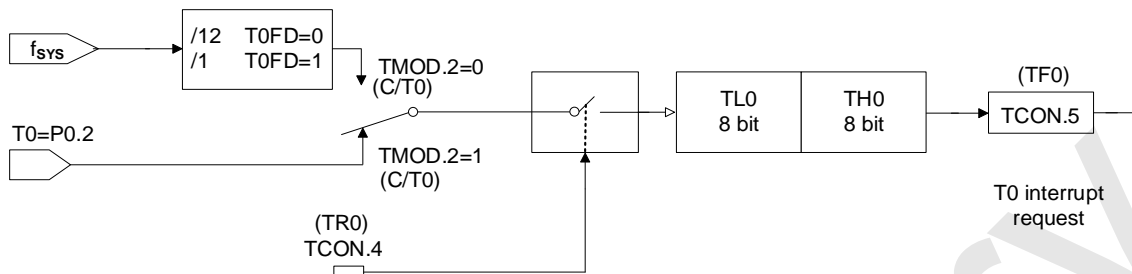 /12 T0FD=0
/1 T0FD=1
fSYS
TMOD.2=0
(C/T0)
T0=P0.2
TMOD.2=1
(C/T0)
TL0
8 bit
TH0
8 bit
(TF0)
TCON.5
T0 interrupt
request
(TR0)
TCON.4